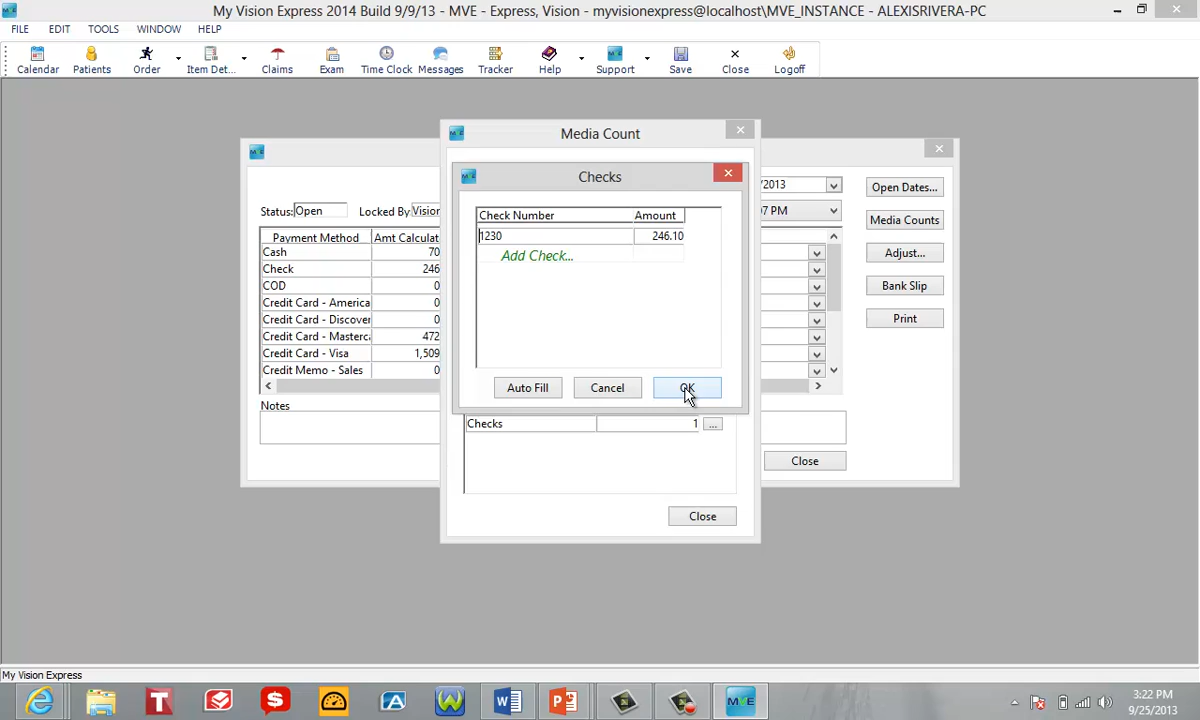 My Vision Express 2014 Build 9/9/13 - MVE - Express, Vision - myvisionexpress@localhost\MVE_INSTANCE - ALEXISRIVERA-PC
FILE EDIT TOOLS WINDOW HELP
Calendar Patients Order Item Det... Claims Exam Time Clock Messages Tracker Help Support Save Close Logoff
Media Count
Checks
Status: Open Locked By: Vision
/2013
07 PM
Open Dates...
Media Counts
Adjust...
Bank Slip
Print
Payment Method Amt Calculat
Cash 70
Check 246
COD 0
Credit Card - America 0
Credit Card - Discover 0
Credit Card - Masterc 472
Credit Card - Visa 1,509
Credit Memo - Sales 0
Notes
Check Number Amount
1230 246.10
Add Check...
Auto Fill Cancel OK
Checks 1 ...
Close
Close
My Vision Express
3:22 PM
9/25/2013